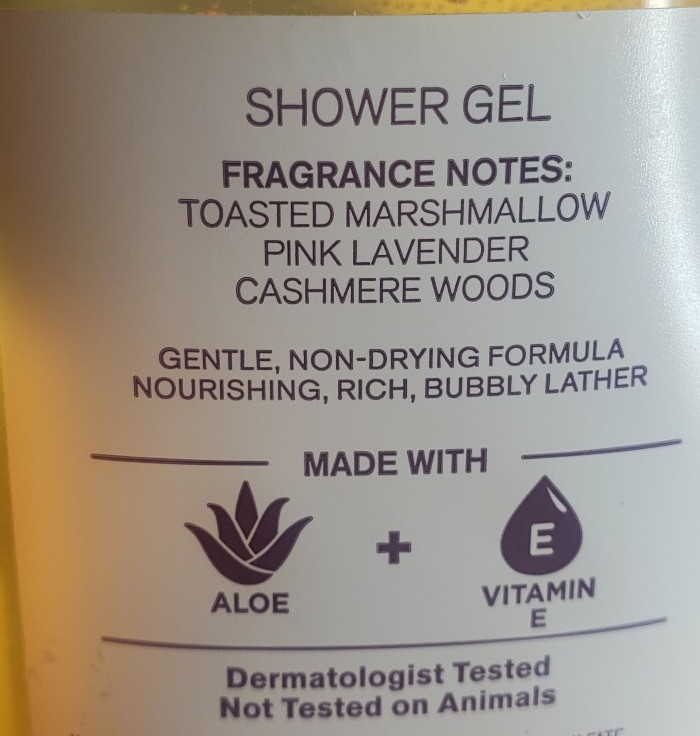 SHOWER GEL
FRAGRANCE NOTES:
TOASTED MARSHMALLOW
PINK LAVENDER
CASHMERE WOODS
GENTLE, NON-DRYING FORMULA
NOURISHING, RICH, BUBBLY LATHER
MADE WITH
ALOE
+
E
VITAMIN
E
Dermatologist Tested
Not Tested on Animals